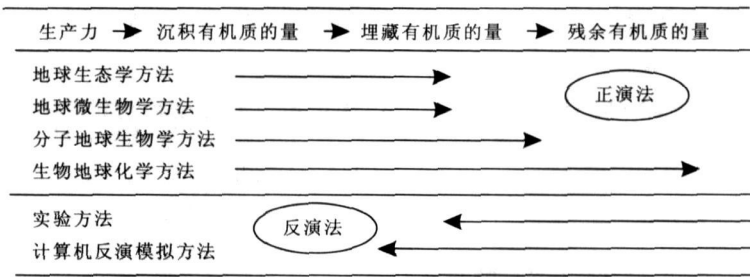 生产力 → 沉积有机质的量 → 埋藏有机质的量 → 残余有机质的量
地球生态学方法
正演法
地球微生物学方法
分子地球生物学方法
生物地球化学方法
实验方法
反演法
计算机反演模拟方法